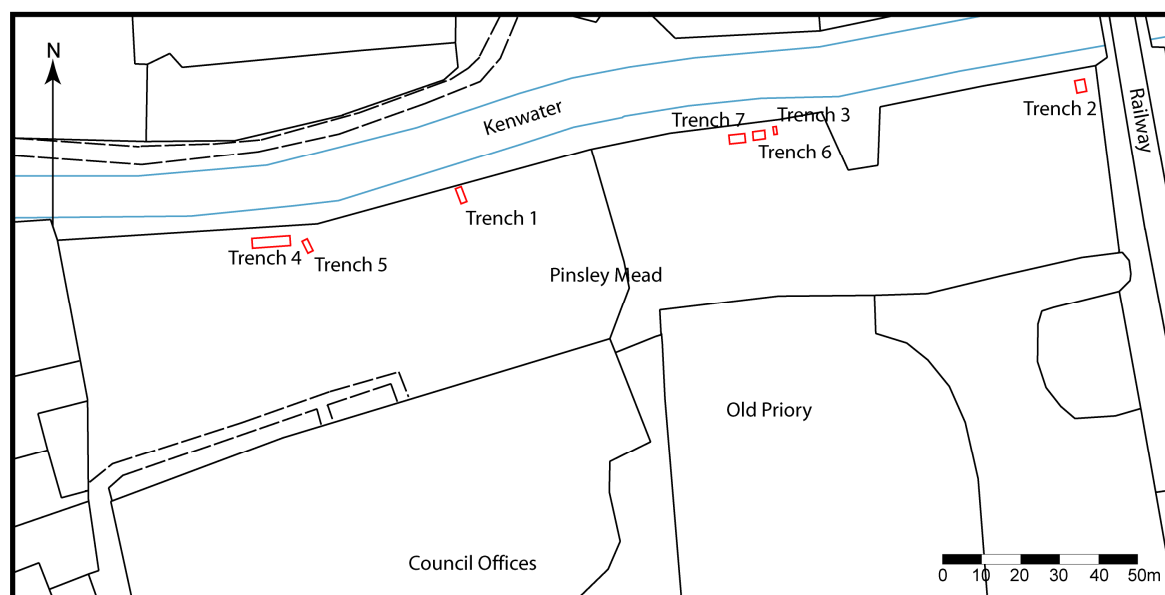 N
Kenwater
Trench 7
Trench 3
Trench 2
Railway
Trench 6
Trench 1
Trench 4
Trench 5
Pinsley Mead
Old Priory
Council Offices
0 10 20 30 40 50m